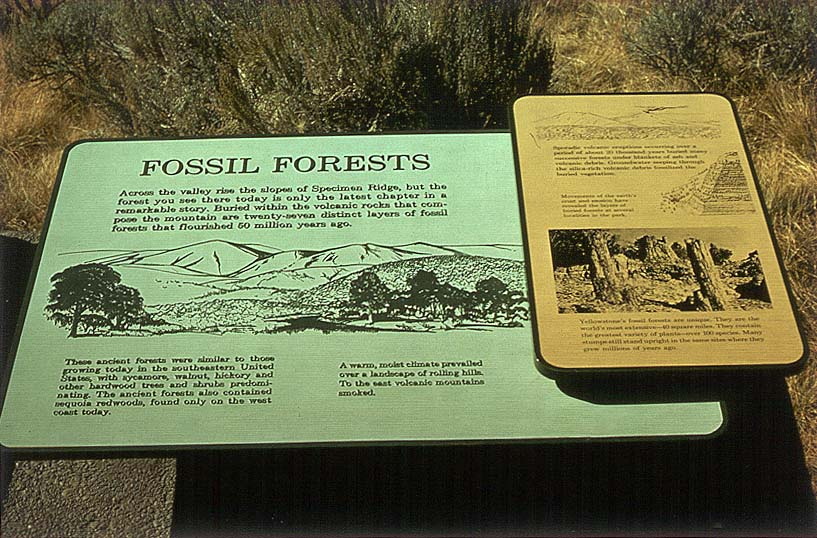 FOSSIL FORESTS
Across the valley rise the slopes of Specimen Ridge, but the
forest you see there today is only the latest chapter in a
remarkable story. Buried within the volcanic rocks that com-
pose the mountain are twenty-seven distinct layers of fossil
forests that flourished 50 million years ago.
These ancient forests were similar to those
growing today in the southeastern United
States, with sycamore, walnut, hickory and
other hardwood trees and shrubs predomi-
nating. The ancient forests also contained
sequoia redwoods, found only on the west
coast today.
A warm, moist climate prevailed
over a landscape of rolling hills.
To the east volcanic mountains
smoked.
Sporadic volcanic eruptions occurring over a
period of about 20 thousand years buried many
successive forests under blankets of ash and
volcanic debris. Groundwater seeping through
the silica-rich volcanic debris fossilized the
buried vegetation.
Movements of the earth's
crust and erosion have
revealed the layers of
buried forests at several
localities in the park.
Yellowstone's fossil forests are unique. They are the
world's most extensive—40 square miles. They contain
the greatest variety of plants—over 100 species. Many
stumps still stand upright in the same sites where they
grew millions of years ago.